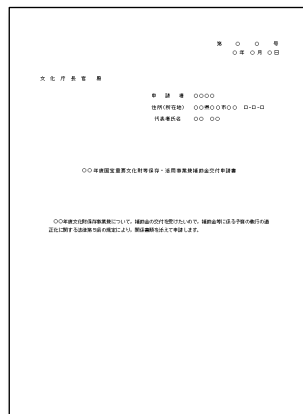 第 ○ ○ 号
○年 ○月 ○日
文化庁長官 殿
申請者 ○○○○
住所(所在地) ○○県○○市○○ ロ-ロ-ロ
代表者氏名 ○○ ○○
○○年度国宝重要文化財等保存・活用事業費補助金交付申請書
○○年度文化財保存事業費について、補助金の交付を受けたいので、補助金等に係る予算の執行の適
正化に関する法律第5条の規定により、関係書類を添えて申請します。